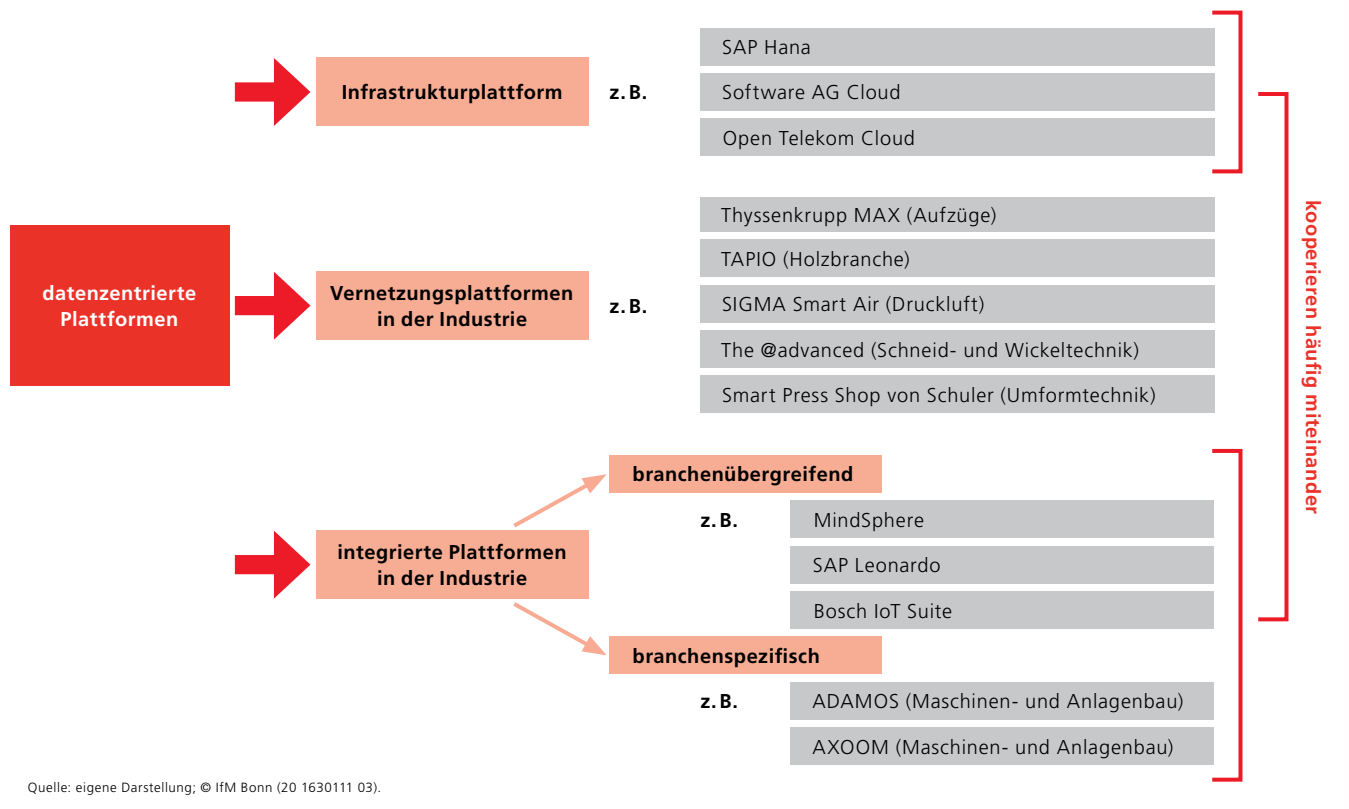 Infrastrukturplattform
z. B.
SAP Hana
Software AG Cloud
Open Telekom Cloud
datenzentrierte
Plattformen
Vernetzungsplattformen
in der Industrie
z. B.
Thyssenkrupp MAX (Aufzüge)
TAPIO (Holzbranche)
SIGMA Smart Air (Druckluft)
The @advanced (Schneid- und Wickeltechnik)
Smart Press Shop von Schuler (Umformtechnik)
integrierte Plattformen
in der Industrie
branchenübergreifend
z. B.
MindSphere
SAP Leonardo
Bosch IoT Suite
branchenspezifisch
z. B.
ADAMOS (Maschinen- und Anlagenbau)
AXOOM (Maschinen- und Anlagenbau)
kooperieren häufig miteinander
Quelle: eigene Darstellung; © IfM Bonn (20 1630111 03).